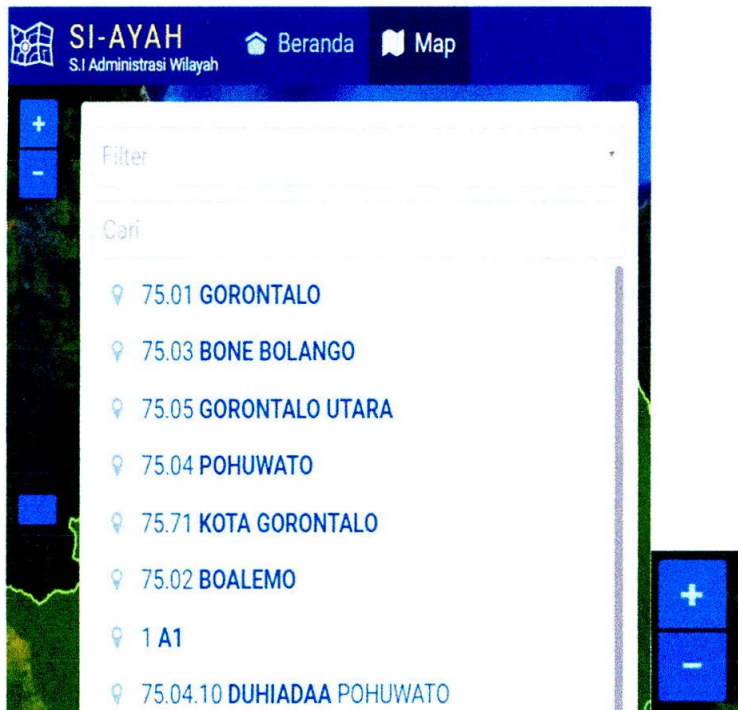 SI-AYAH
S.I Administrasi Wilayah
Beranda
Map
+
-
Filter
Cari
75.01 GORONTALO
75.03 BONE BOLANGO
75.05 GORONTALO UTARA
75.04 POHUWATO
75.71 KOTA GORONTALO
75.02 BOALEMO
1 A1
75.04.10 DUHIADAA POHUWATO
+
-